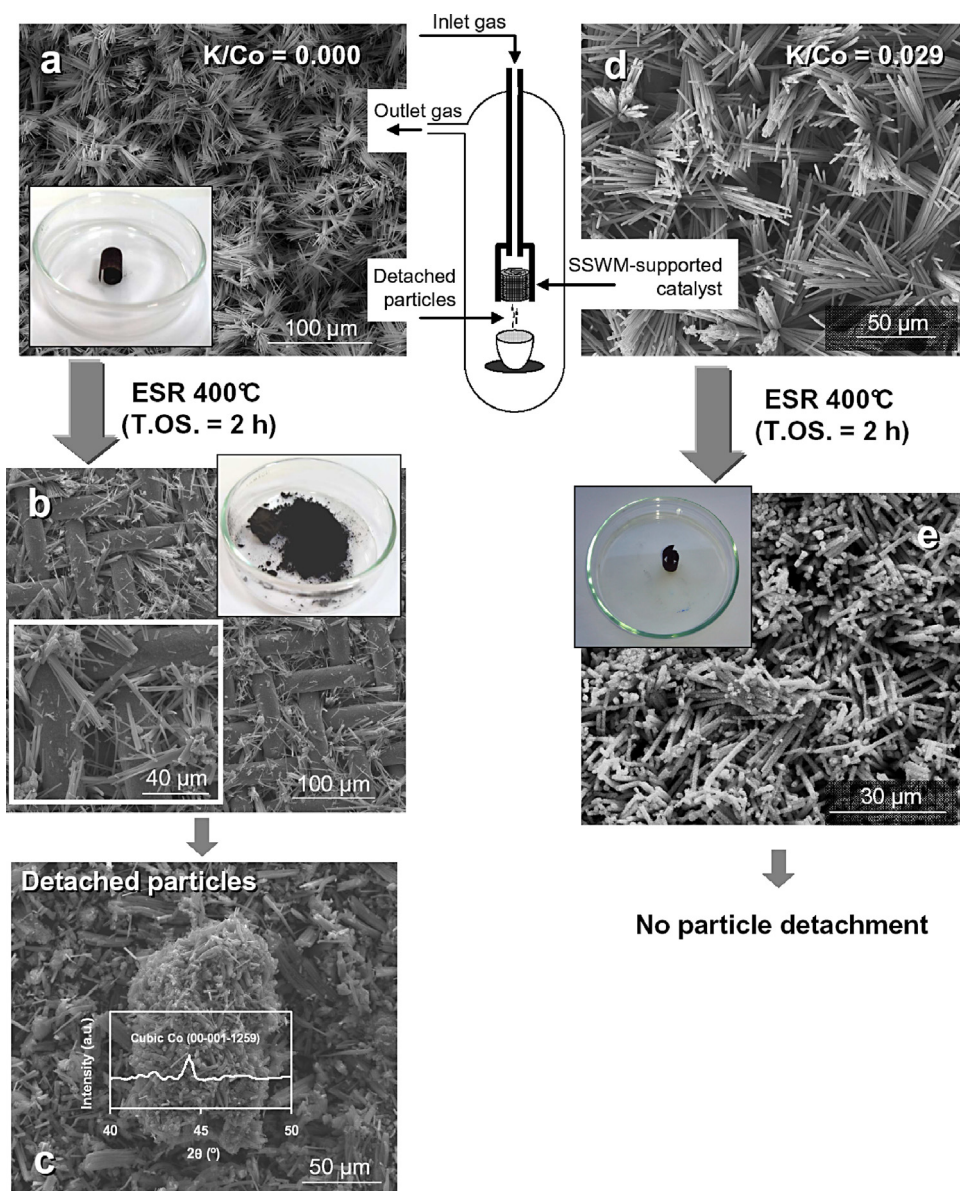 a
K/Co = 0.000
100 µm
Inlet gas
Outlet gas
Detached
particles
SSWM-supported
catalyst
d
K/Co = 0.029
50 µm
ESR 400°C
(T.OS. = 2 h)
ESR 400°C
(T.OS. = 2 h)
b
40 µm
100 µm
e
30 µm
Detached particles
Cubic Co (00-001-1259)
Intensity (a.u.)
40 45 50
2θ (º)
c
50 µm
No particle detachment